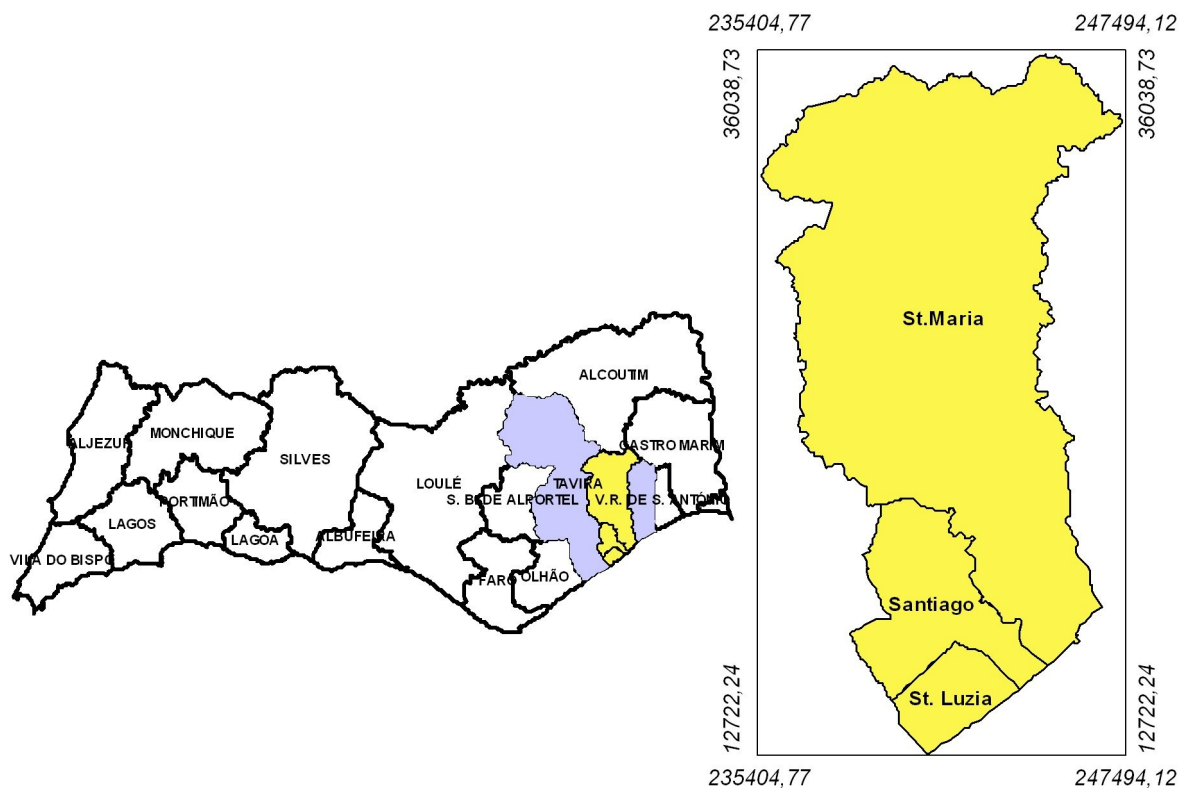 235404,77
247494,12
36038,73
36038,73
St.Maria
ALCOUTIM
MONCHIQUE
ALJEZUR
CASTRO MARIM
SILVES
LOULÉ
TAVIRA
S. B. DE ALPORTEL
V.R. DE S. ANTÓNIO
PORTIMÃO
LAGOS
LAGOA
ALBUFEIRA
VILA DO BISPO
FARO
OLHÃO
Santiago
St. Luzia
12722,24
12722,24
235404,77
247494,12